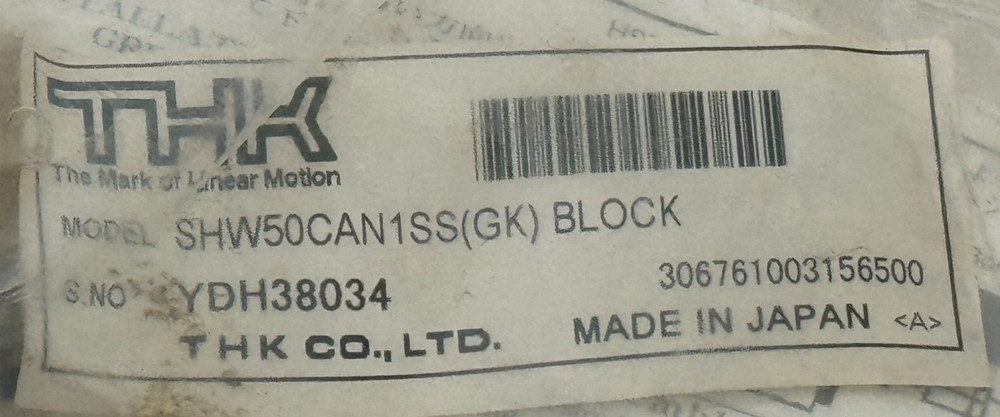 THK
The Mark of Linear Motion
MODEL SHW50CAN1SS(GK) BLOCK
S.NO YDH38034
306761003156500
THK CO., LTD.
MADE IN JAPAN <A>